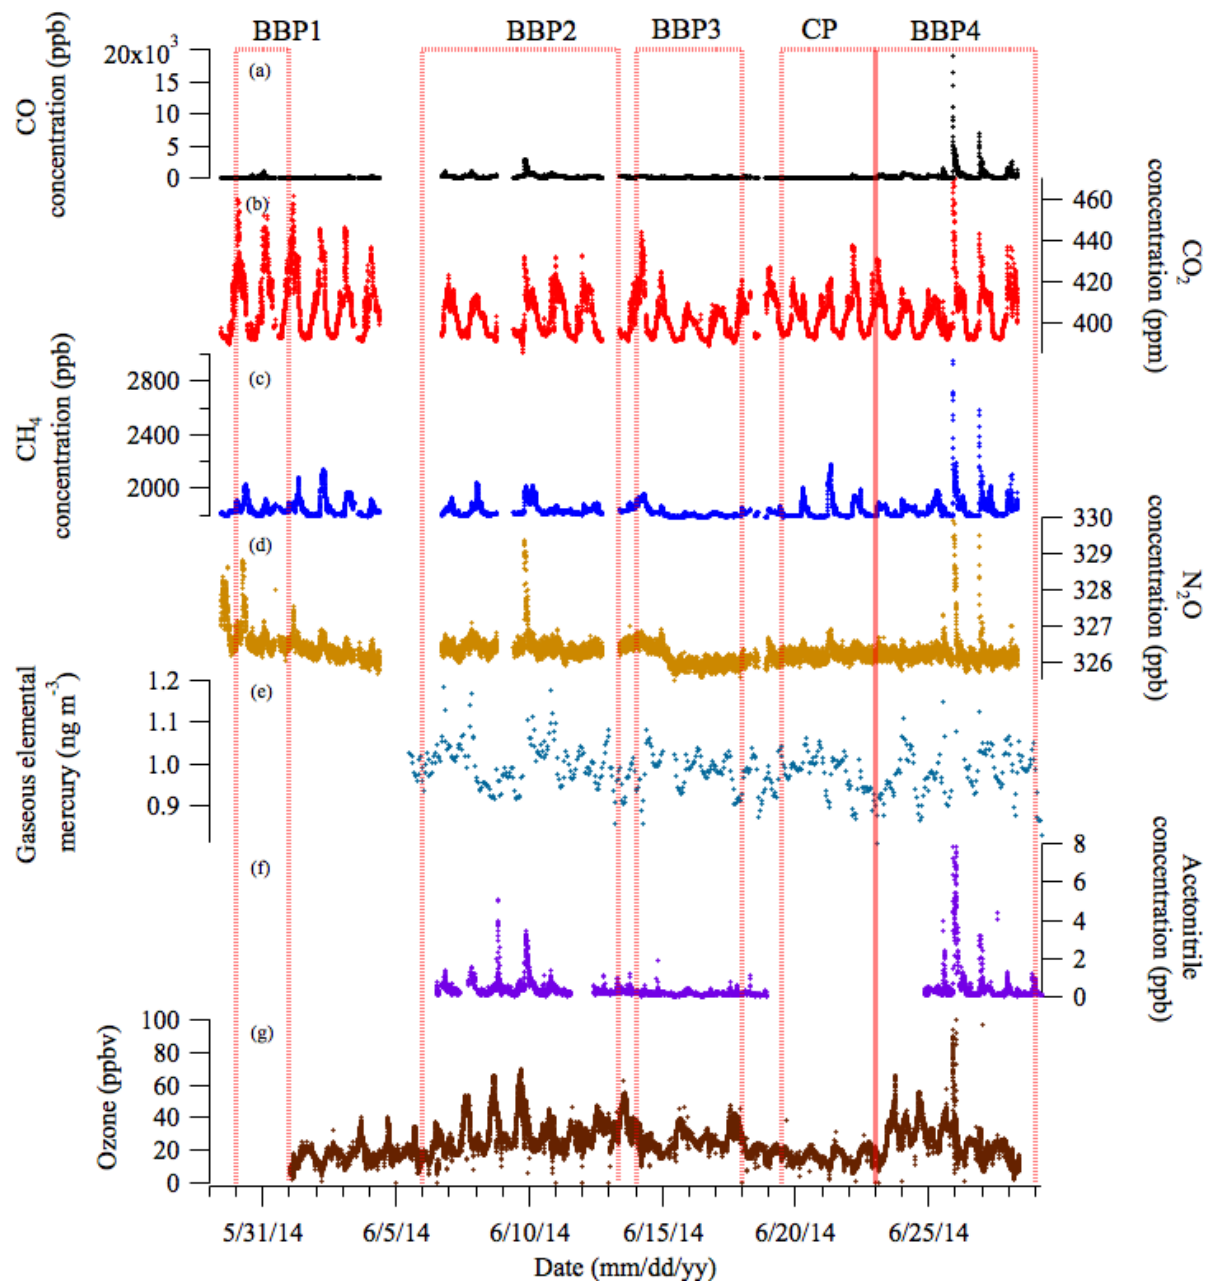 BBP1 BBP2 BBP3 CP BBP4
CO
concentration (ppb)
20x10³
15
10
5
0
(a)
CO₂
concentration (ppm)
460
440
420
400
(b)
CH₄
concentration (ppb)
2800
2400
2000
(c)
N₂O
concentration (ppb)
330
329
328
327
326
(d)
Gaseous elemental
mercury (ng m⁻³)
1.2
1.1
1.0
0.9
(e)
Acetomitrile
concentration (ppb)
8
6
4
2
0
(f)
Ozone (ppbv)
100
80
60
40
20
0
(g)
5/31/14 6/5/14 6/10/14 6/15/14 6/20/14 6/25/14
Date (mm/dd/yy)